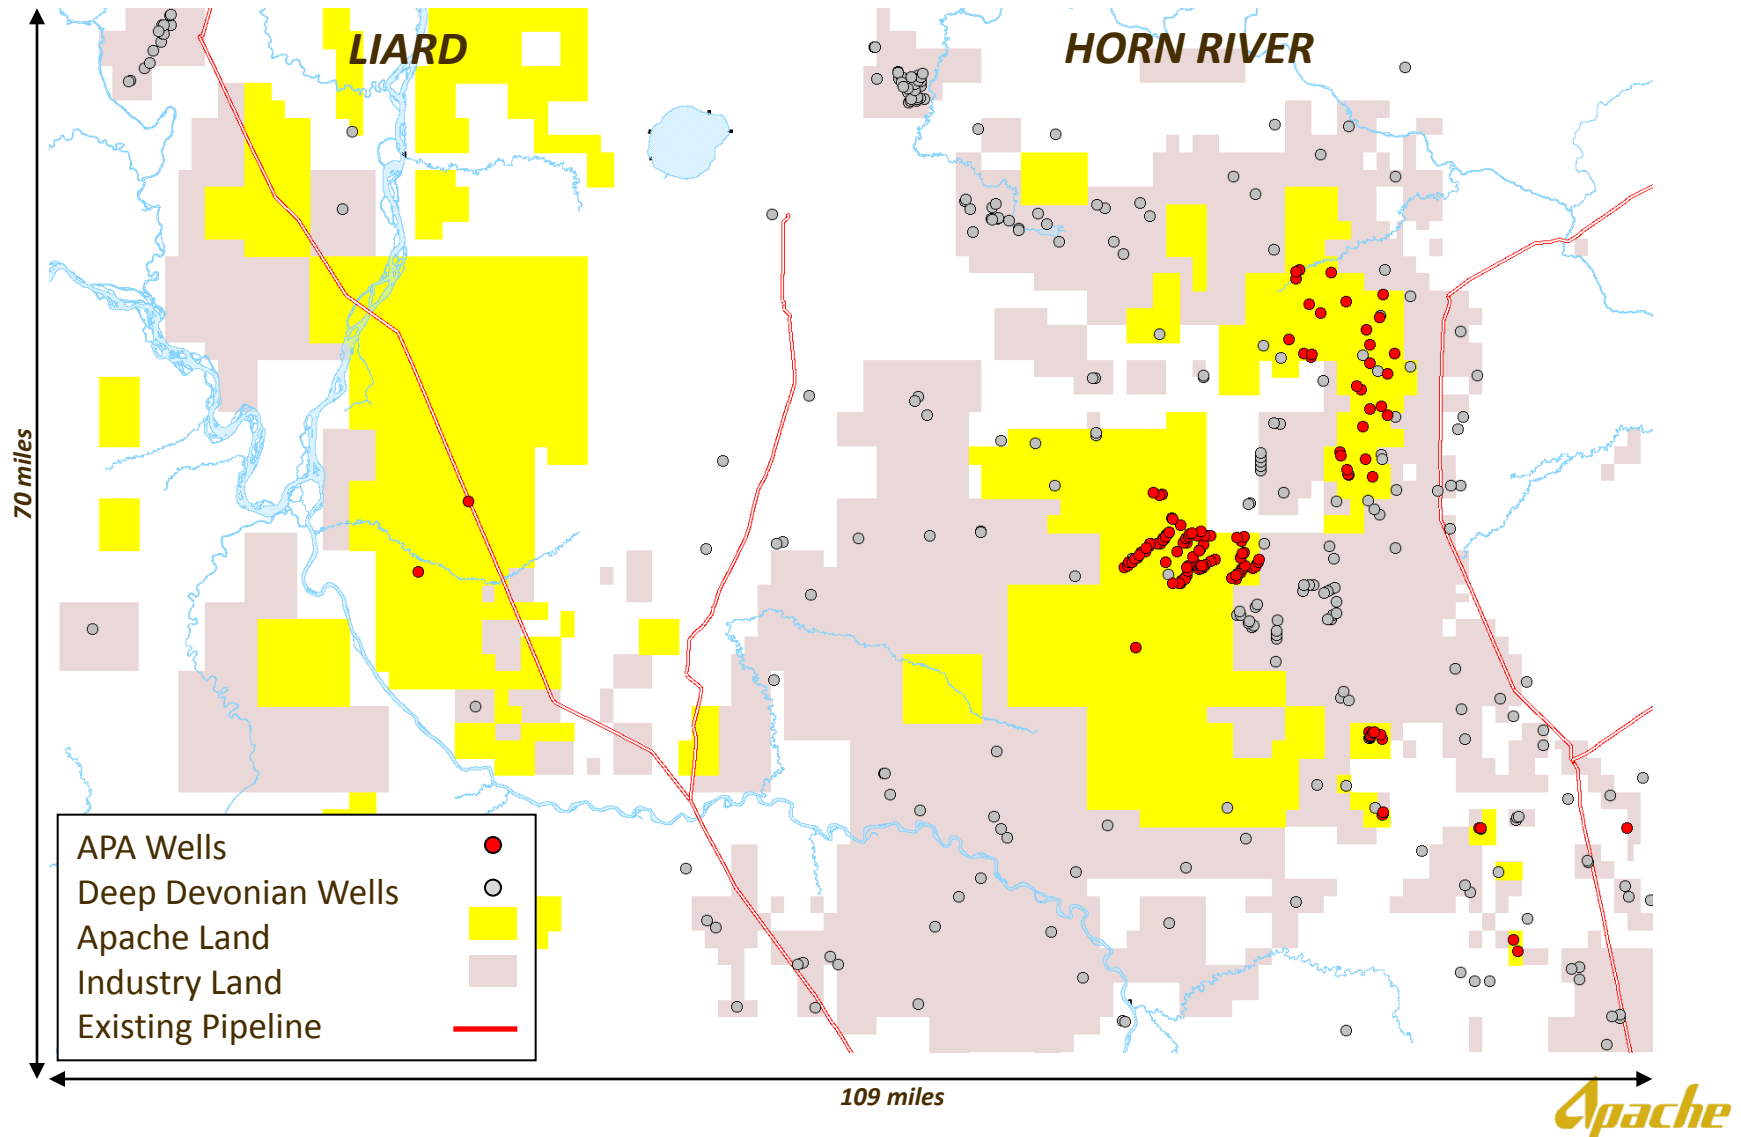 LIARD
HORN RIVER
70 miles
APA Wells
Deep Devonian Wells
Apache Land
Industry Land
Existing Pipeline
109 miles
Apache